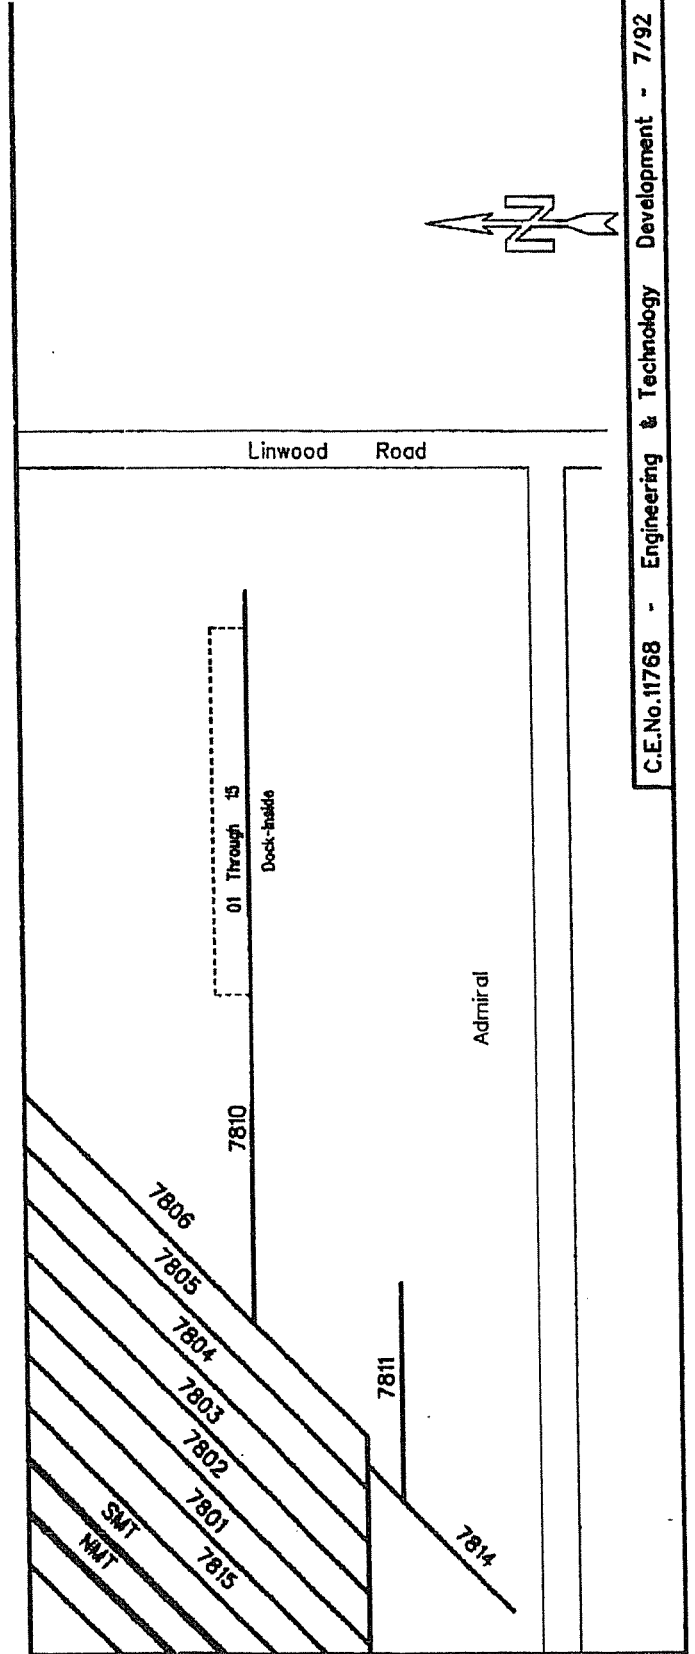 C.E.No.11768 - Engineering & Technology Development - 7/92
N
Linwood Road
01 Through 15
Dock-Inside
Admiral
7810
7806
7805
7804
7803
7802
7801
7815
SMT
NMT
7811
7814